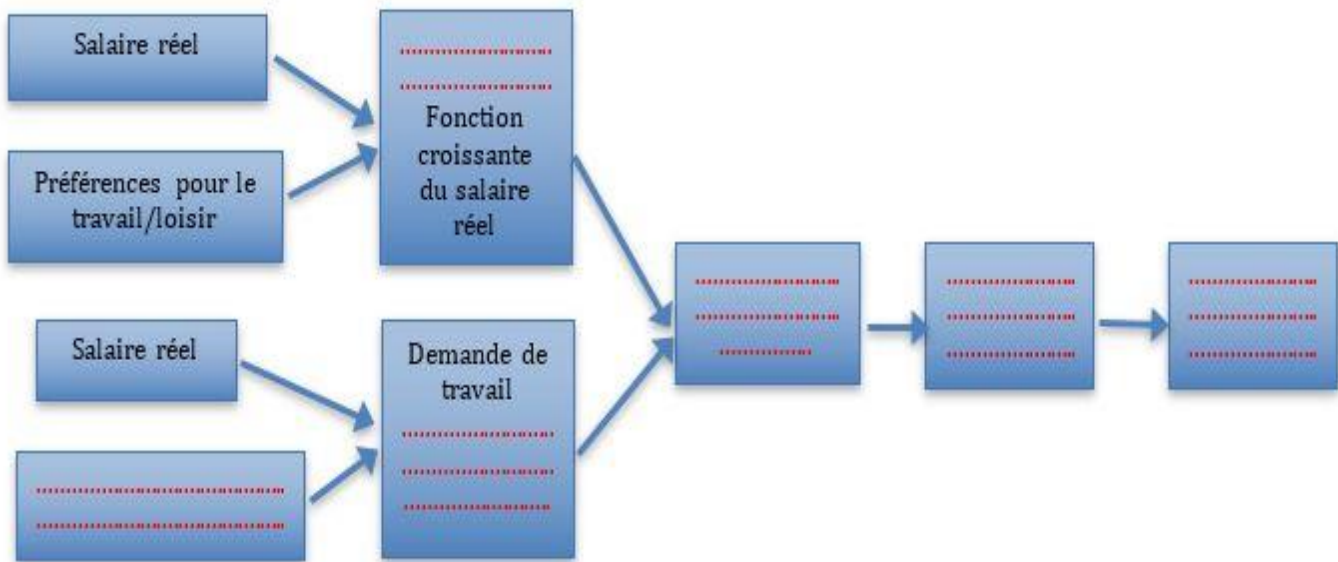 Salaire réel
Préférences pour le
travail/loisir
Fonction
croissante
du salaire
réel
Salaire réel
Demande de
travail